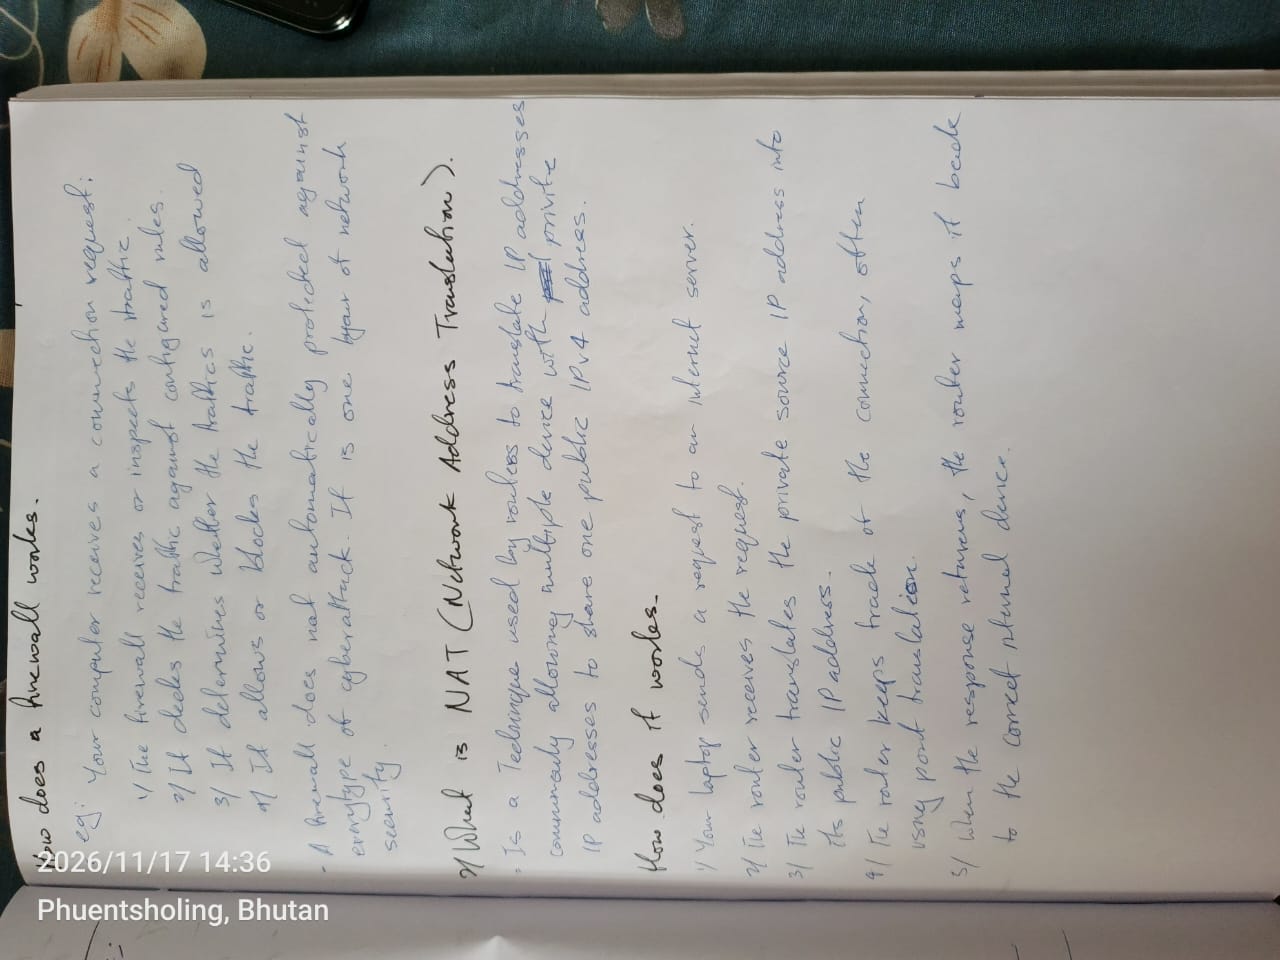 How does a firewall works.
eg: Your computer receives a connection request:
1) The firewall receives or inspects the traffic.
2) It checks the traffic against configured rules.
3) It determines whether the traffics is allowed
4) It allows or blocks the traffic.
- A firewall does not automatically protected against
everytype of cyberattack. It is one layer of network
security.
2) What is NAT (Network Address Translation).
- Is a Technique used by routers to translate IP addresses
commonly allowing multiple device with private
IP addresses to share one public IPv4 address.
How does it works.
1) Your laptop sends a request to an internet server.
2) The router receives the request.
3) The router translates the private source IP address into
its public IP address.
4) The router keeps track of the connection, often
using port translation.
5) When the response returns, the router maps it back
to the correct internal device.
2026/11/17 14:36
Phuentsholing, Bhutan